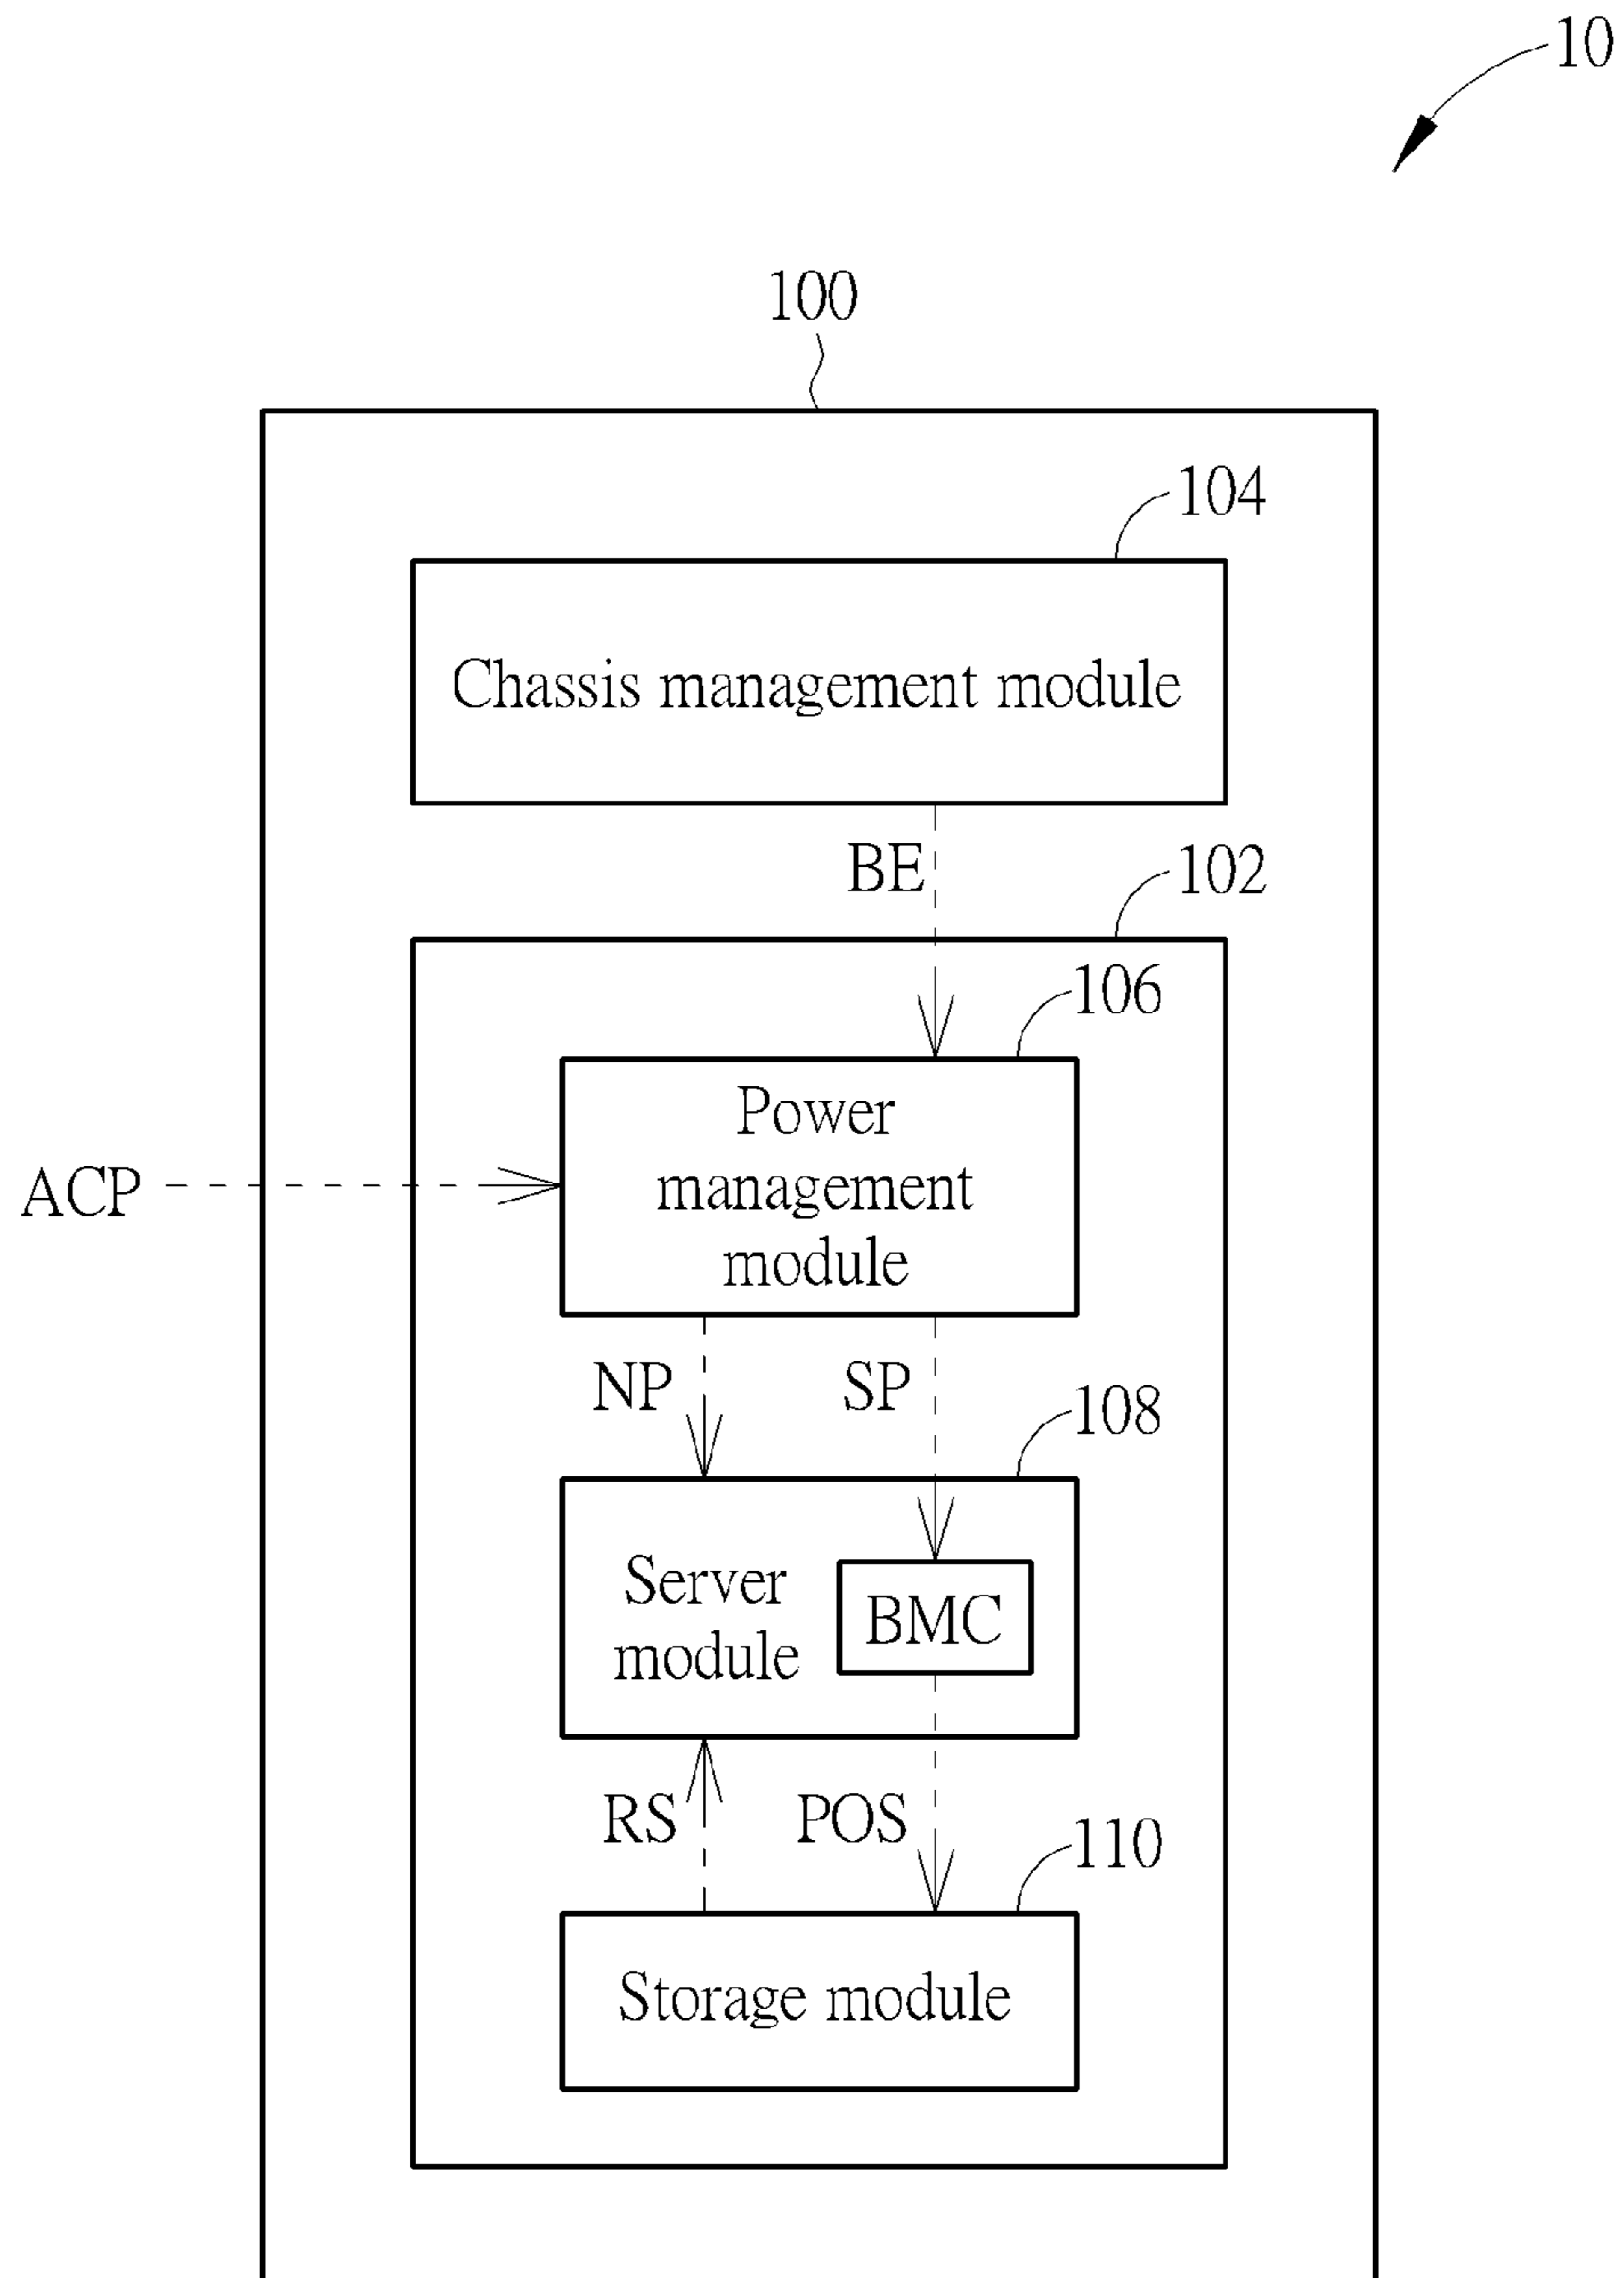 10
100
104
Chassis management module
BE
102
106
Power
management
module
ACP
NP
SP
108
Server
module
BMC
RS
POS
110
Storage module